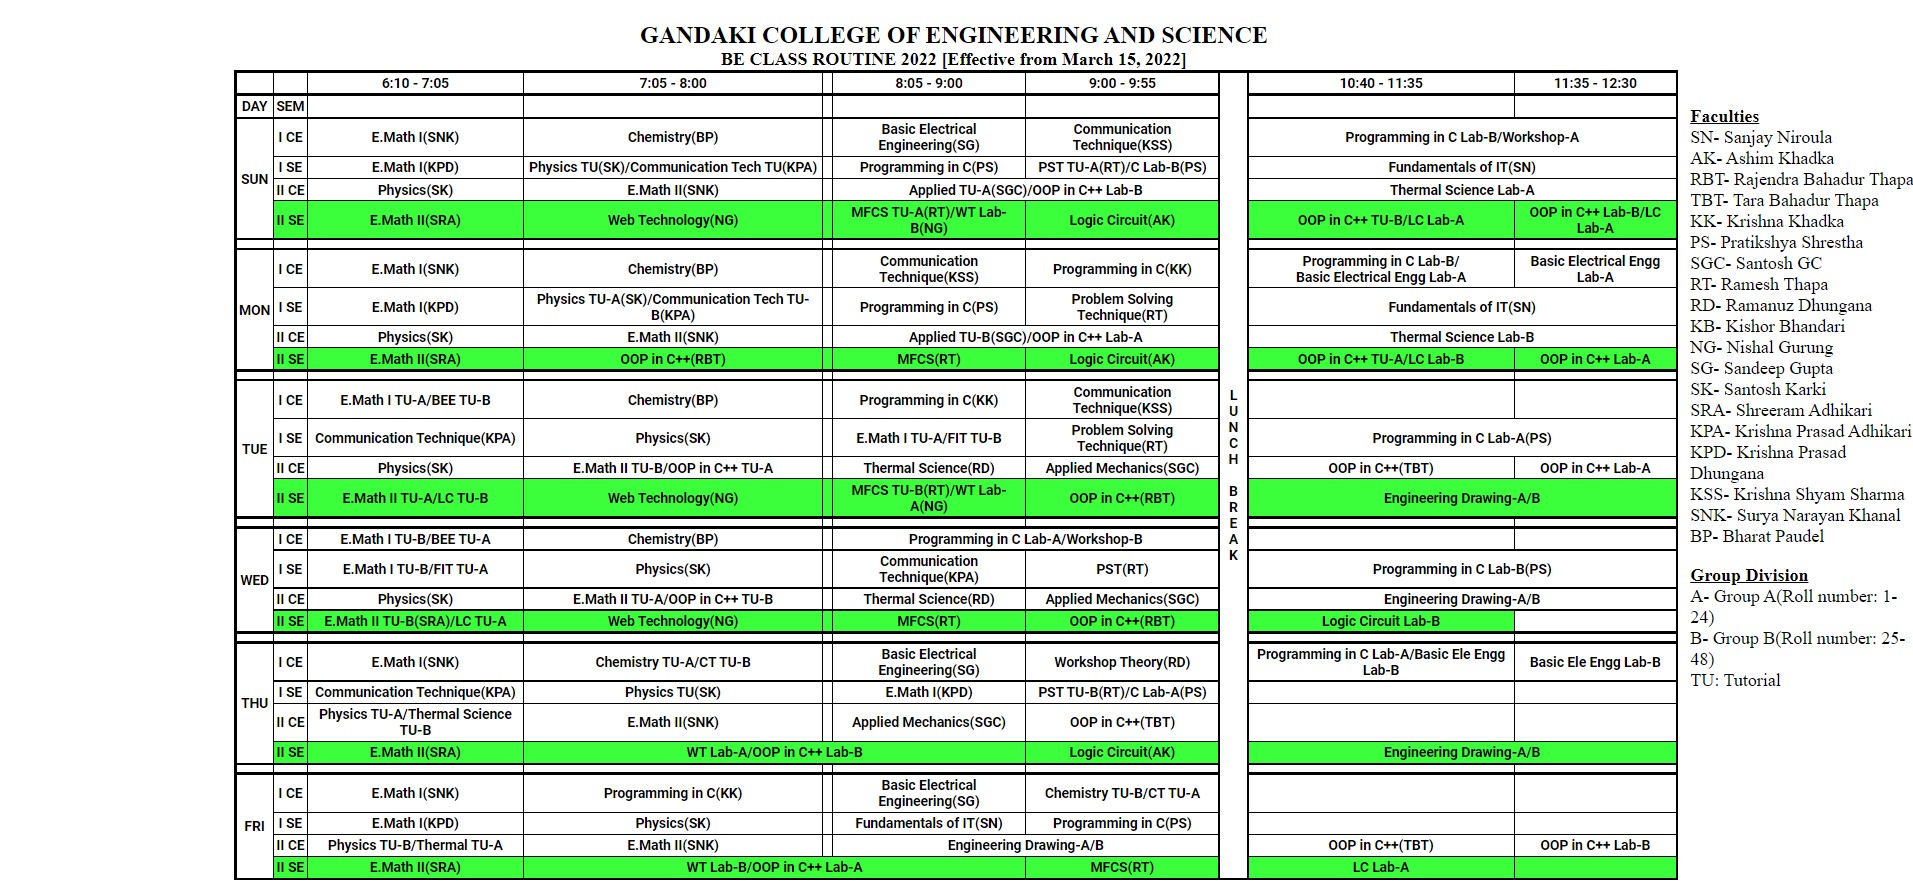 GANDAKI COLLEGE OF ENGINEERING AND SCIENCE
BE CLASS ROUTINE 2022 [Effective from March 15, 2022]
6:10 - 7:05 7:05 - 8:00 8:05 - 9:00 9:00 - 9:55 10:40 - 11:35 11:35 - 12:30
DAY SEM
SUN
I CE E.Math I(SNK) Chemistry(BP) Basic Electrical Engineering(SG) Communication Technique(KSS) Programming in C Lab-B/Workshop-A
I SE E.Math I(KPD) Physics TU(SK)/Communication Tech TU(KPA) Programming in C(PS) PST TU-A(RT)/C Lab-B(PS) Fundamentals of IT(SN)
II CE Physics(SK) E.Math II(SNK) Applied TU-A(SGC)/OOP in C++ Lab-B Thermal Science Lab-A
II SE E.Math II(SRA) Web Technology(NG) MFCS TU-A(RT)/WT Lab-B(NG) Logic Circuit(AK) OOP in C++ TU-B/LC Lab-A OOP in C++ Lab-B/LC Lab-A
MON
I CE E.Math I(SNK) Chemistry(BP) Communication Technique(KSS) Programming in C(KK) Programming in C Lab-B/ Basic Electrical Engg Lab-A Basic Electrical Engg Lab-A
I SE E.Math I(KPD) Physics TU-A(SK)/Communication Tech TU-B(KPA) Programming in C(PS) Problem Solving Technique(RT) Fundamentals of IT(SN)
II CE Physics(SK) E.Math II(SNK) Applied TU-B(SGC)/OOP in C++ Lab-A Thermal Science Lab-B
II SE E.Math II(SRA) OOP in C++(RBT) MFCS(RT) Logic Circuit(AK) OOP in C++ TU-A/LC Lab-B OOP in C++ Lab-A
TUE
I CE E.Math I TU-A/BEE TU-B Chemistry(BP) Programming in C(KK) Communication Technique(KSS)
I SE Communication Technique(KPA) Physics(SK) E.Math I TU-A/FIT TU-B Problem Solving Technique(RT) Programming in C Lab-A(PS)
II CE Physics(SK) E.Math II TU-B/OOP in C++ TU-A Thermal Science(RD) Applied Mechanics(SGC) OOP in C++(TBT) OOP in C++ Lab-A
II SE E.Math II TU-A/LC TU-B Web Technology(NG) MFCS TU-B(RT)/WT Lab-A(NG) OOP in C++(RBT) Engineering Drawing-A/B
WED
I CE E.Math I TU-B/BEE TU-A Chemistry(BP) Programming in C Lab-A/Workshop-B
I SE E.Math I TU-B/FIT TU-A Physics(SK) Communication Technique(KPA) PST(RT) Programming in C Lab-B(PS)
II CE Physics(SK) E.Math II TU-A/OOP in C++ TU-B Thermal Science(RD) Applied Mechanics(SGC) Engineering Drawing-A/B
II SE E.Math II TU-B(SRA)/LC TU-A Web Technology(NG) MFCS(RT) OOP in C++(RBT) Logic Circuit Lab-B
THU
I CE E.Math I(SNK) Chemistry TU-A/CT TU-B Basic Electrical Engineering(SG) Workshop Theory(RD) Programming in C Lab-A/Basic Ele Engg Lab-B Basic Ele Engg Lab-B
I SE Communication Technique(KPA) Physics TU(SK) E.Math I(KPD) PST TU-B(RT)/C Lab-A(PS)
II CE Physics TU-A/Thermal Science TU-B E.Math II(SNK) Applied Mechanics(SGC) OOP in C++(TBT)
II SE E.Math II(SRA) WT Lab-A/OOP in C++ Lab-B Logic Circuit(AK) Engineering Drawing-A/B
FRI
I CE E.Math I(SNK) Programming in C(KK) Basic Electrical Engineering(SG) Chemistry TU-B/CT TU-A
I SE E.Math I(KPD) Physics(SK) Fundamentals of IT(SN) Programming in C(PS)
II CE Physics TU-B/Thermal TU-A E.Math II(SNK) Engineering Drawing-A/B OOP in C++(TBT) OOP in C++ Lab-B
II SE E.Math II(SRA) WT Lab-B/OOP in C++ Lab-A MFCS(RT) LC Lab-A
LUNCH BREAK
Faculties
SN- Sanjay Niroula
AK- Ashim Khadka
RBT- Rajendra Bahadur Thapa
TBT- Tara Bahadur Thapa
KK- Krishna Khadka
PS- Pratikshya Shrestha
SGC- Santosh GC
RT- Ramesh Thapa
RD- Ramanuz Dhungana
KB- Kishor Bhandari
NG- Nishal Gurung
SG- Sandeep Gupta
SK- Santosh Karki
SRA- Shreeram Adhikari
KPA- Krishna Prasad Adhikari
KPD- Krishna Prasad
Dhungana
KSS- Krishna Shyam Sharma
SNK- Surya Narayan Khanal
BP- Bharat Paudel
Group Division
A- Group A(Roll number: 1-
24)
B- Group B(Roll number: 25-
48)
TU: Tutorial